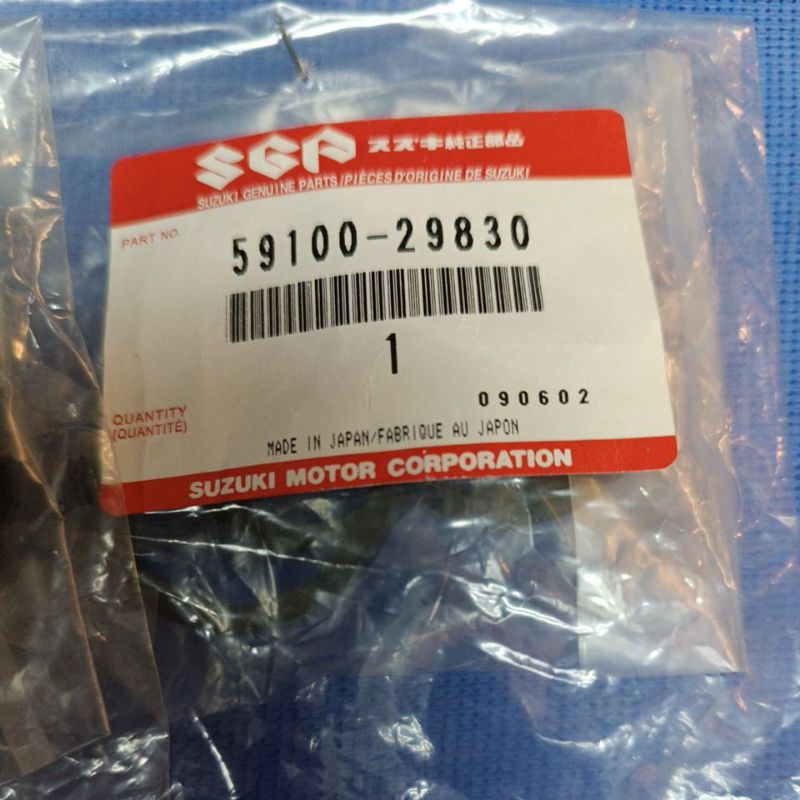 SGP スズキ純正部品
SUZUKI GENUINE PARTS/PIÈCES D'ORIGINE DE SUZUKI
PART NO. 59100-29830
1
090602
QUANTITY
(QUANTITÉ)
MADE IN JAPAN/FABRIQUE AU JAPON
SUZUKI MOTOR CORPORATION